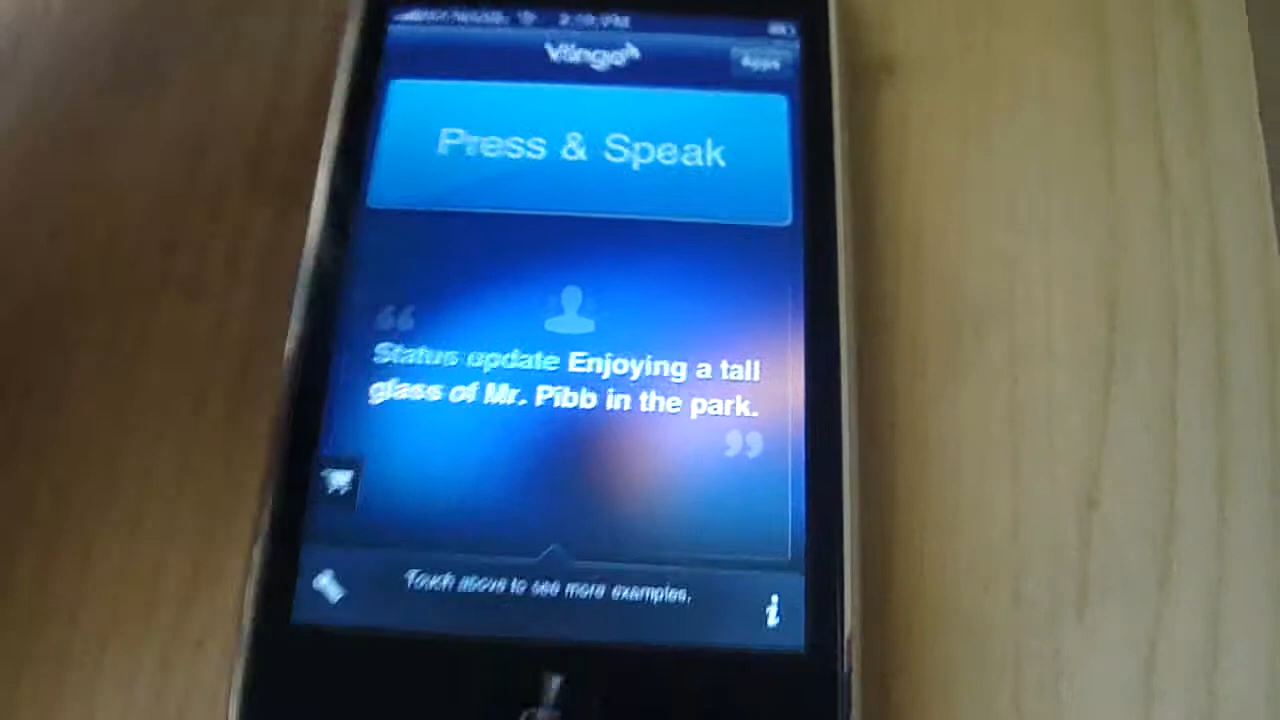 Vlingo
Apps
Press & Speak
“
Status update Enjoying a tall
glass of Mr. Pibb in the park.
”
Touch above to see more examples.
i